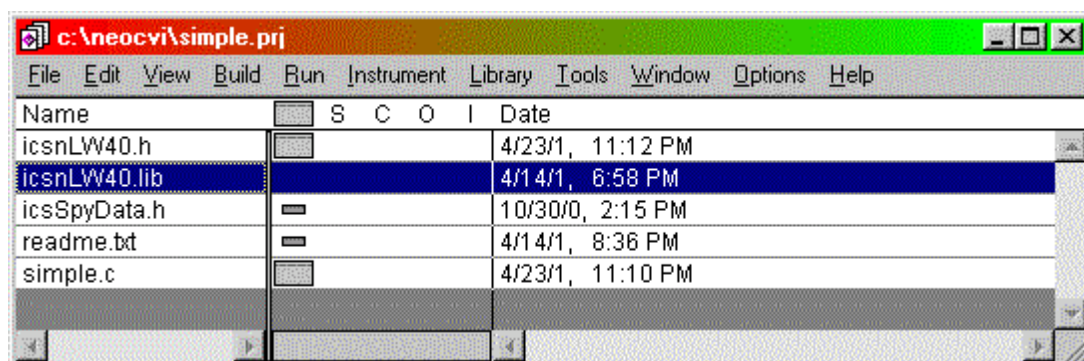 c:\neocvi\simple.prj
File Edit View Build Run Instrument Library Tools Window Options Help
Name S C O I Date
icsnLW40.h 4/23/1, 11:12 PM
icsnLW40.lib 4/14/1, 6:58 PM
icsSpyData.h 10/30/0, 2:15 PM
readme.txt 4/14/1, 8:36 PM
simple.c 4/23/1, 11:10 PM